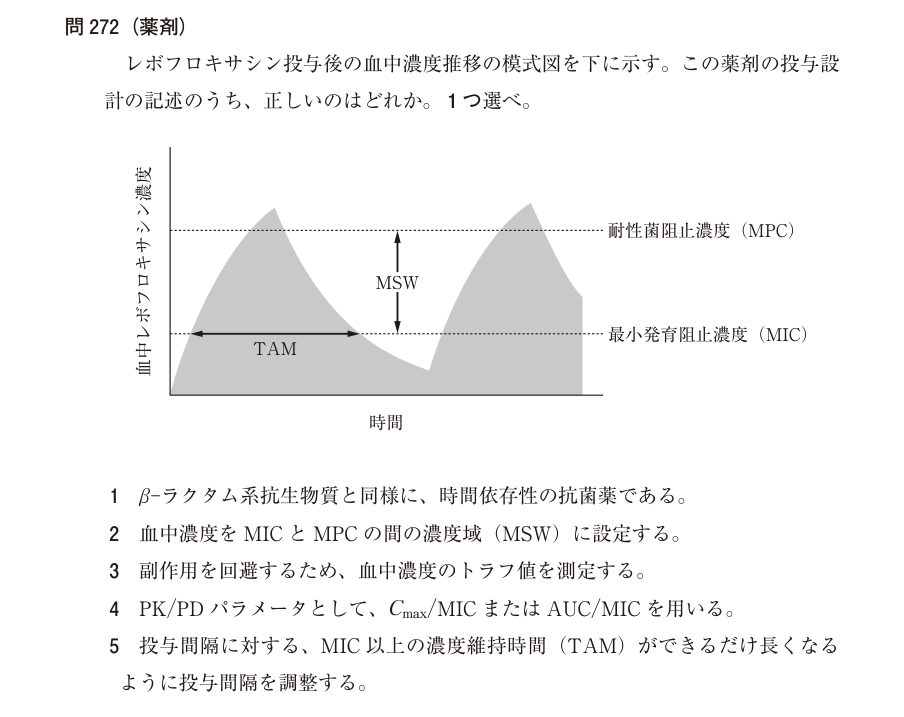 問 272（薬剤）
レボフロキサシン投与後の血中濃度推移の模式図を下に示す。この薬剤の投与設
計の記述のうち、正しいのはどれか。1つ選べ。
血中レボフロキサシン濃度
耐性菌阻止濃度（MPC）
MSW
最小発育阻止濃度（MIC）
TAM
時間
1　β-ラクタム系抗生物質と同様に、時間依存性の抗菌薬である。
2　血中濃度を MIC と MPC の間の濃度域（MSW）に設定する。
3　副作用を回避するため、血中濃度のトラフ値を測定する。
4　PK/PD パラメータとして、Cmax/MIC または AUC/MIC を用いる。
5　投与間隔に対する、MIC 以上の濃度維持時間（TAM）ができるだけ長くなる
ように投与間隔を調整する。